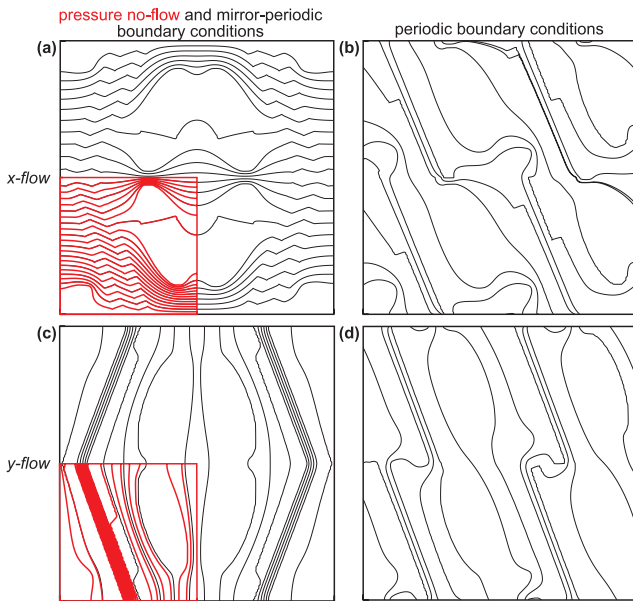 pressure no-flow and mirror-periodic
boundary conditions
periodic boundary conditions
(a)
(b)
x-flow
(c)
(d)
y-flow